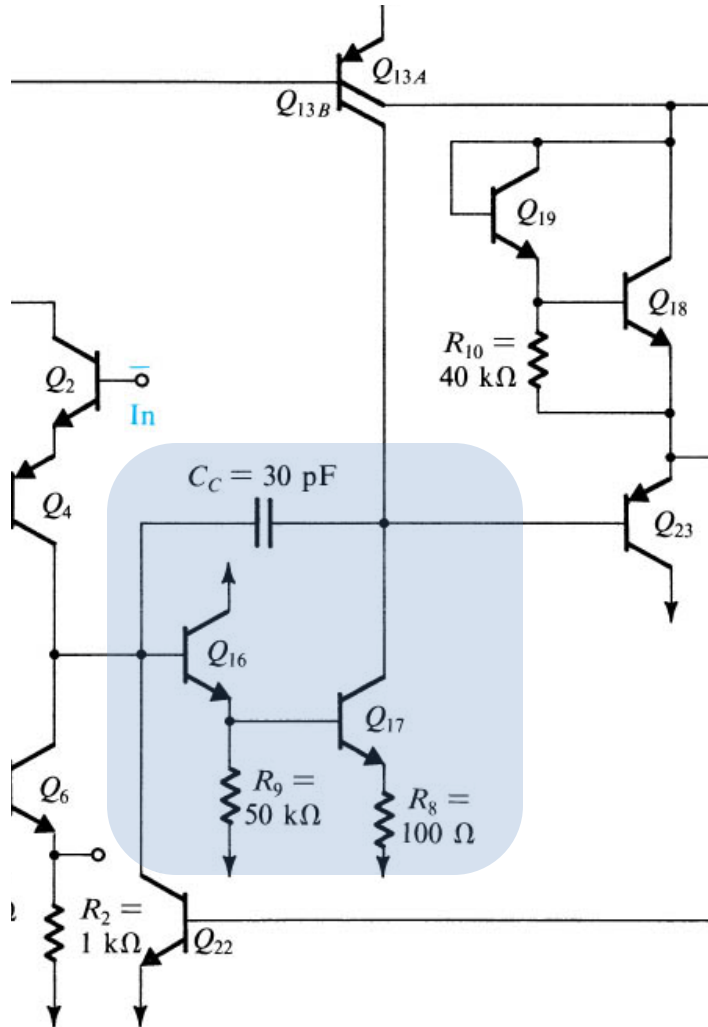 Q13A
Q13B
Q19
Q18
R10 =
40 kΩ
Q2
–
In
CC = 30 pF
Q4
Q23
Q16
Q17
Q6
R9 =
50 kΩ
R8 =
100 Ω
Ω
R2 =
1 kΩ
Q22